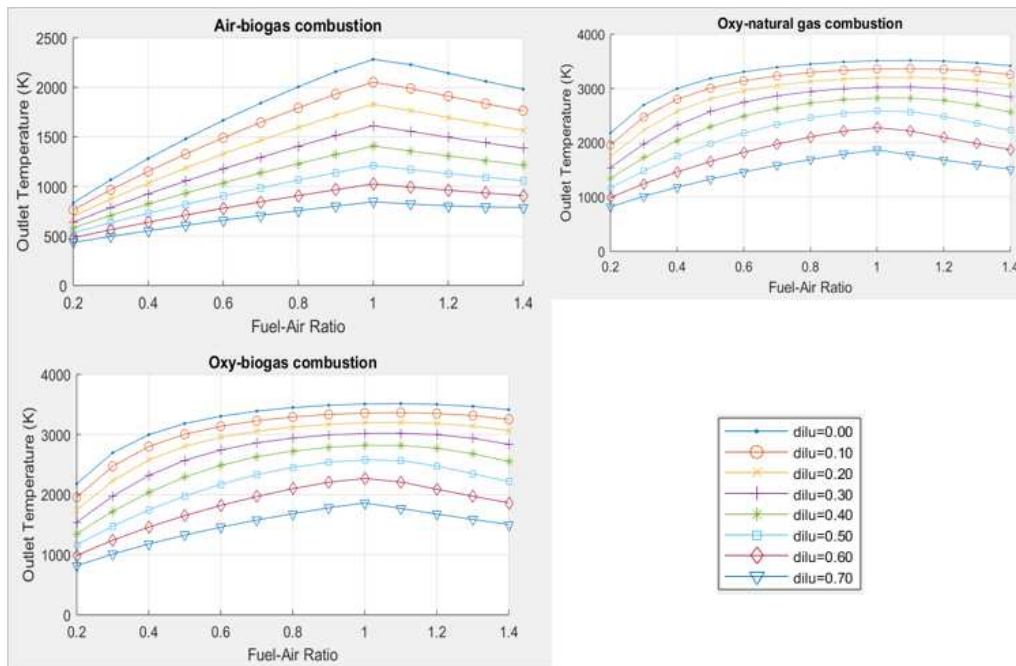 Air-biogas combustion
2500
2000
1500
1000
500
0
Outlet Temperature (K)
0.2 0.4 0.6 0.8 1 1.2 1.4
Fuel-Air Ratio
Oxy-natural gas combustion
4000
3000
2000
1000
0
Outlet Temperature (K)
0.2 0.4 0.6 0.8 1 1.2 1.4
Fuel-Air Ratio
Oxy-biogas combustion
4000
3000
2000
1000
0
Outlet Temperature (K)
0.2 0.4 0.6 0.8 1 1.2 1.4
Fuel-Air Ratio
dilu=0.00
dilu=0.10
dilu=0.20
dilu=0.30
dilu=0.40
dilu=0.50
dilu=0.60
dilu=0.70